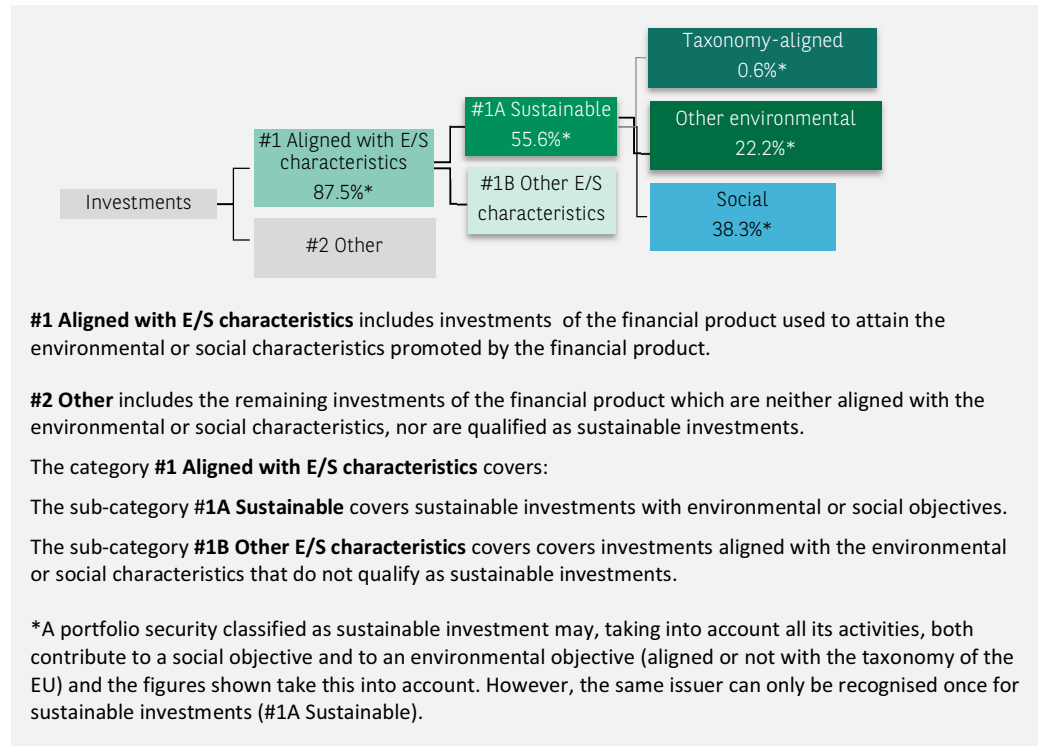 Taxonomy-aligned
0.6%*
#1A Sustainable
55.6%*
Other environmental
22.2%*
#1 Aligned with E/S
characteristics
87.5%*
#1B Other E/S
characteristics
Investments
Social
38.3%*
#2 Other
#1 Aligned with E/S characteristics includes investments of the financial product used to attain the
environmental or social characteristics promoted by the financial product.
#2 Other includes the remaining investments of the financial product which are neither aligned with the
environmental or social characteristics, nor are qualified as sustainable investments.
The category #1 Aligned with E/S characteristics covers:
The sub-category #1A Sustainable covers sustainable investments with environmental or social objectives.
The sub-category #1B Other E/S characteristics covers covers investments aligned with the environmental
or social characteristics that do not qualify as sustainable investments.
*A portfolio security classified as sustainable investment may, taking into account all its activities, both
contribute to a social objective and to an environmental objective (aligned or not with the taxonomy of the
EU) and the figures shown take this into account. However, the same issuer can only be recognised once for
sustainable investments (#1A Sustainable).